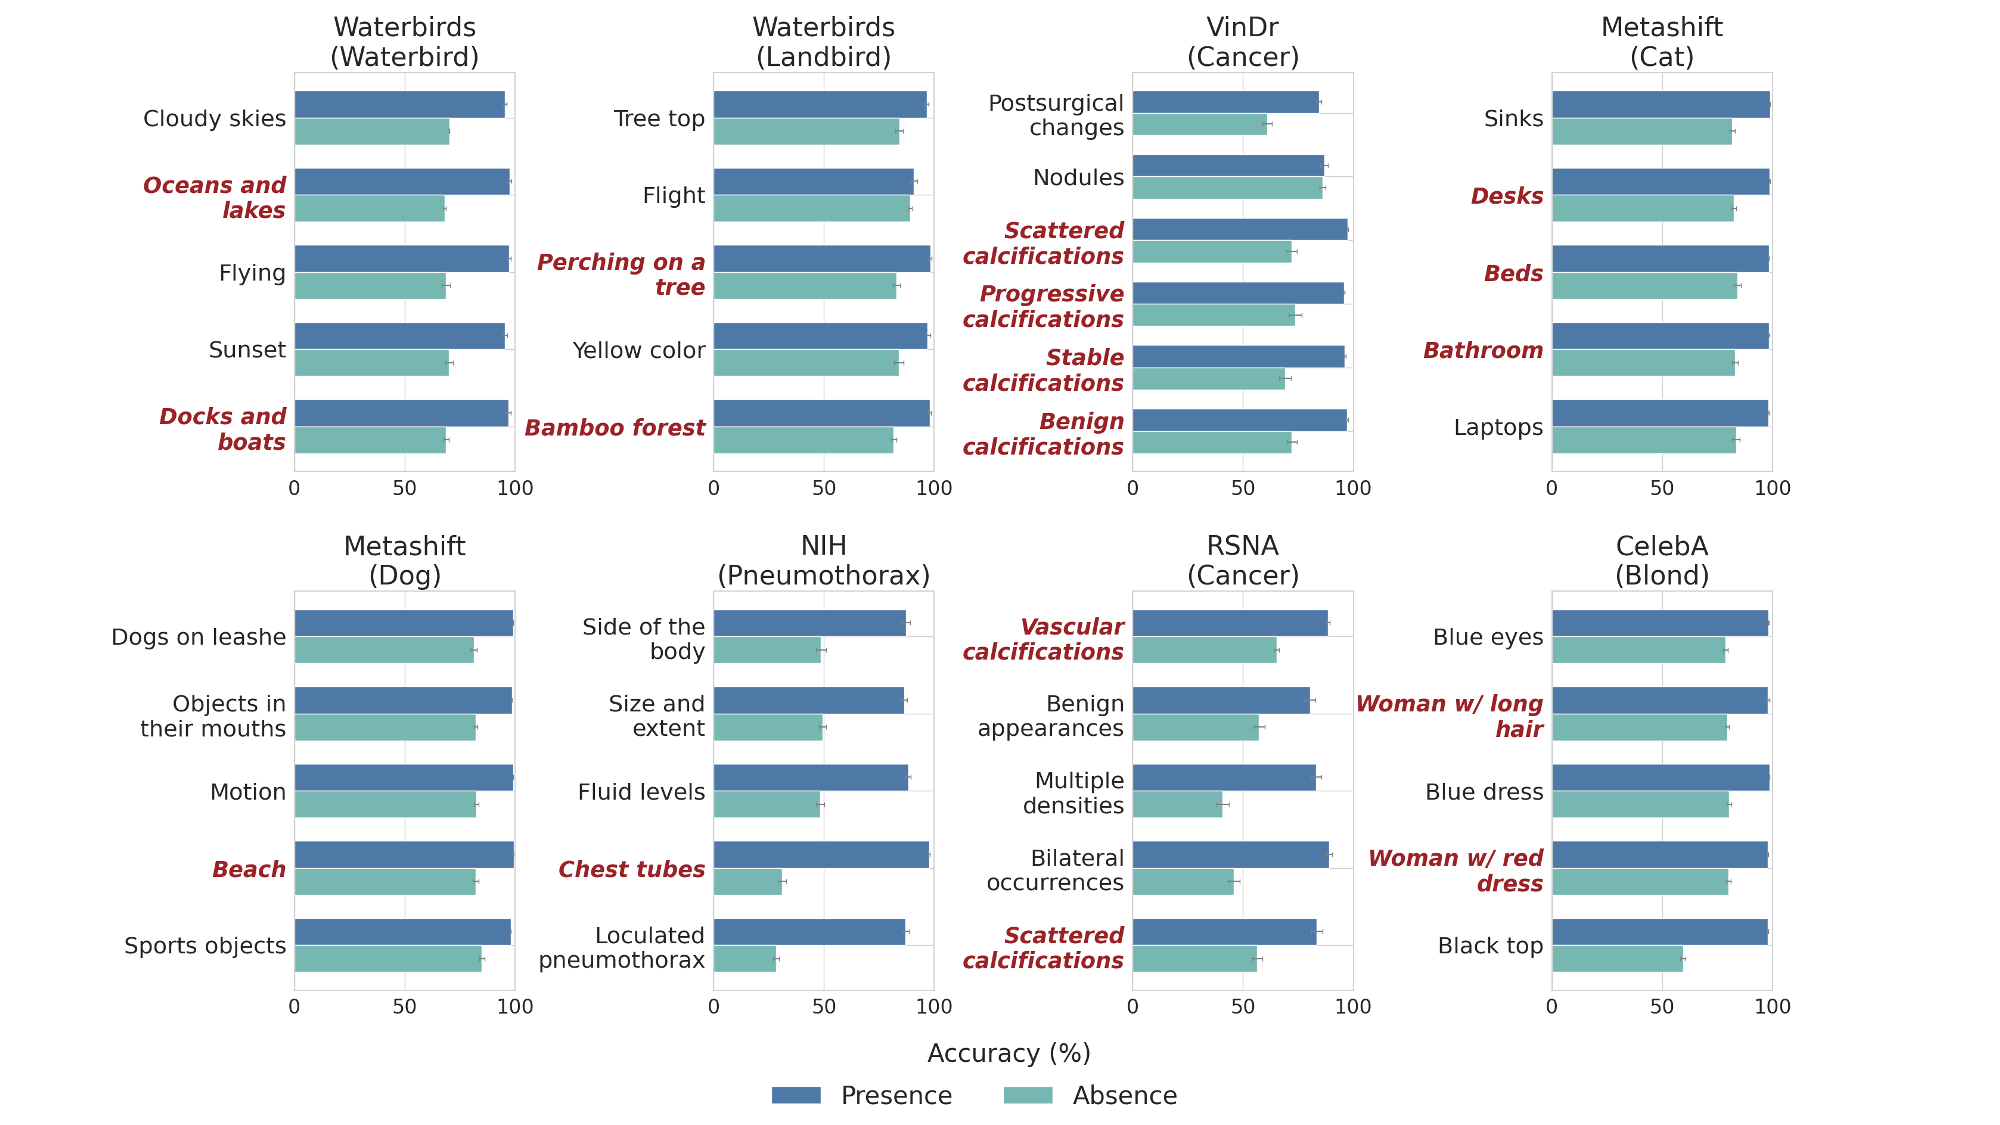 Waterbirds
(Waterbird)
Cloudy skies
Oceans and
lakes
Flying
Sunset
Docks and
boats
0 50 100
Waterbirds
(Landbird)
Tree top
Flight
Perching on a
tree
Yellow color
Bamboo forest
0 50 100
VinDr
(Cancer)
Postsurgical
changes
Nodules
Scattered
calcifications
Progressive
calcifications
Stable
calcifications
Benign
calcifications
0 50 100
Metashift
(Cat)
Sinks
Desks
Beds
Bathroom
Laptops
0 50 100
Metashift
(Dog)
Dogs on leashe
Objects in
their mouths
Motion
Beach
Sports objects
0 50 100
NIH
(Pneumothorax)
Side of the
body
Size and
extent
Fluid levels
Chest tubes
Loculated
pneumothorax
0 50 100
RSNA
(Cancer)
Vascular
calcifications
Benign
appearances
Multiple
densities
Bilateral
occurrences
Scattered
calcifications
0 50 100
CelebA
(Blond)
Blue eyes
Woman w/ long
hair
Blue dress
Woman w/ red
dress
Black top
0 50 100
Accuracy (%)
Presence Absence